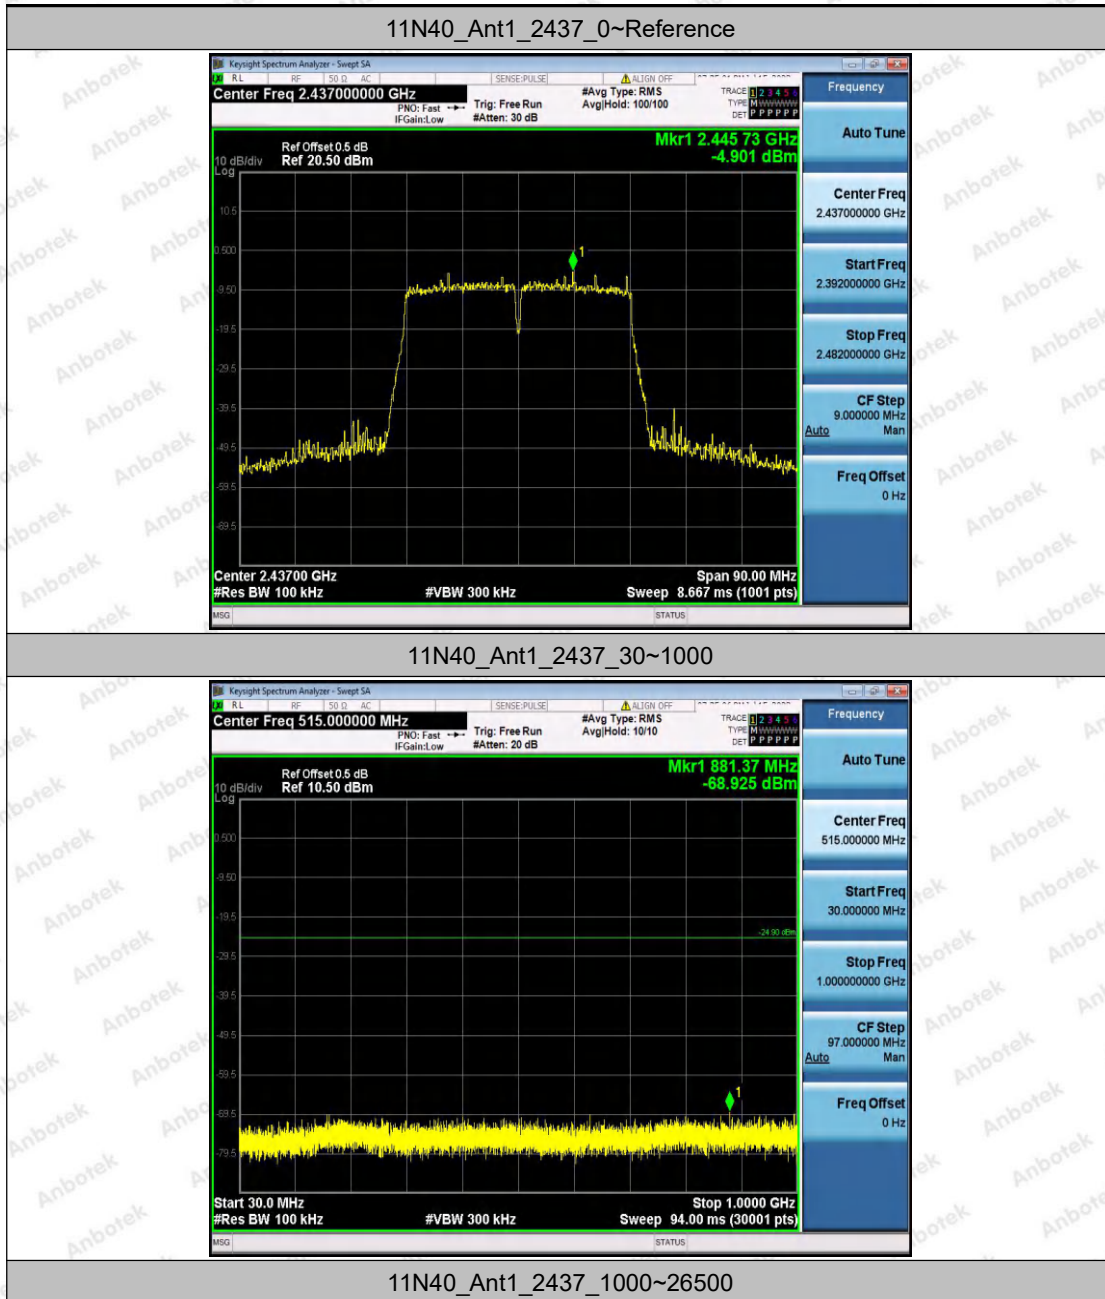 11N40_Ant1_2437_0~Reference
Keysight Spectrum Analyzer - Swept SA
RL RF 50 Ω AC SENSE:PULSE ALIGN OFF
Center Freq 2.437000000 GHz
PNO: Fast
IFGain:Low
Trig: Free Run
#Atten: 30 dB
#Avg Type: RMS
Avg|Hold: 100/100
TRACE 1 2 3 4 5 6
TYPE M WWWWW
DET P P P P P P
Ref Offset 0.5 dB
10 dB/div Ref 20.50 dBm
Log
Mkr1 2.445 73 GHz
-4.901 dBm
10.5
0.500
-9.50
-19.5
-29.5
-39.5
-49.5
-59.5
-69.5
1
Center 2.43700 GHz Span 90.00 MHz
#Res BW 100 kHz #VBW 300 kHz Sweep 8.667 ms (1001 pts)
MSG STATUS
Frequency
Auto Tune
Center Freq
2.437000000 GHz
Start Freq
2.392000000 GHz
Stop Freq
2.482000000 GHz
CF Step
9.000000 MHz
Auto Man
Freq Offset
0 Hz
11N40_Ant1_2437_30~1000
Keysight Spectrum Analyzer - Swept SA
RL RF 50 Ω AC SENSE:PULSE ALIGN OFF
Center Freq 515.000000 MHz
PNO: Fast
IFGain:Low
Trig: Free Run
#Atten: 20 dB
#Avg Type: RMS
Avg|Hold: 10/10
TRACE 1 2 3 4 5 6
TYPE M WWWWW
DET P P P P P P
Ref Offset 0.5 dB
10 dB/div Ref 10.50 dBm
Log
Mkr1 881.37 MHz
-68.925 dBm
0.500
-9.50
-19.5
-24.90 dBm
-29.5
-39.5
-49.5
-59.5
-69.5
-79.5
1
Start 30.0 MHz Stop 1.0000 GHz
#Res BW 100 kHz #VBW 300 kHz Sweep 94.00 ms (30001 pts)
MSG STATUS
Frequency
Auto Tune
Center Freq
515.000000 MHz
Start Freq
30.000000 MHz
Stop Freq
1.000000000 GHz
CF Step
97.000000 MHz
Auto Man
Freq Offset
0 Hz
11N40_Ant1_2437_1000~26500